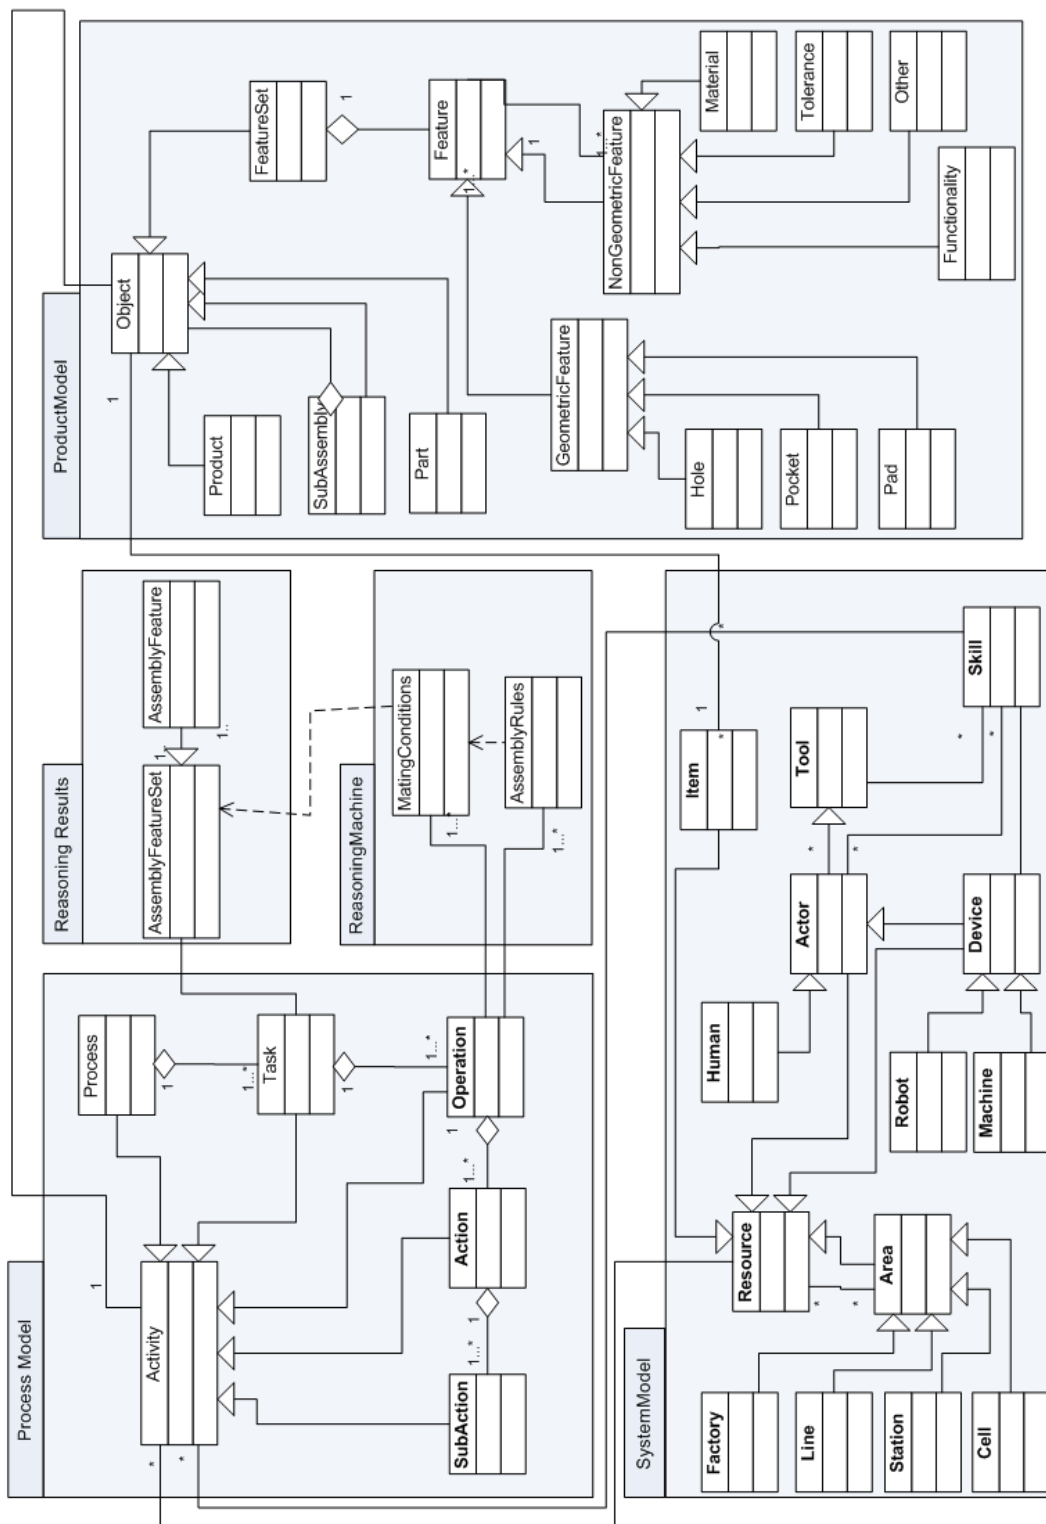 ProductModel
Object
1
FeatureSet
1
Feature
1...*
1
NonGeometricFeature
1...*
Material
Tolerance
Other
Functionality
Product
SubAssembly
Part
GeometricFeature
Hole
Pocket
Pad
Reasoning Results
AssemblyFeatureSet
1..
AssemblyFeature
1..
ReasoningMachine
MatingConditions
1...*
AssemblyRules
1...*
Process Model
Activity
1
*
*
Process
1
1...*
Task
1
1...*
Operation
1
1...*
Action
1
1...*
SubAction
SystemModel
Item
1
*
*
Tool
Skill
*
*
Actor
*
*
Device
Human
Robot
Machine
Resource
*
*
Area
Factory
Line
Station
Cell